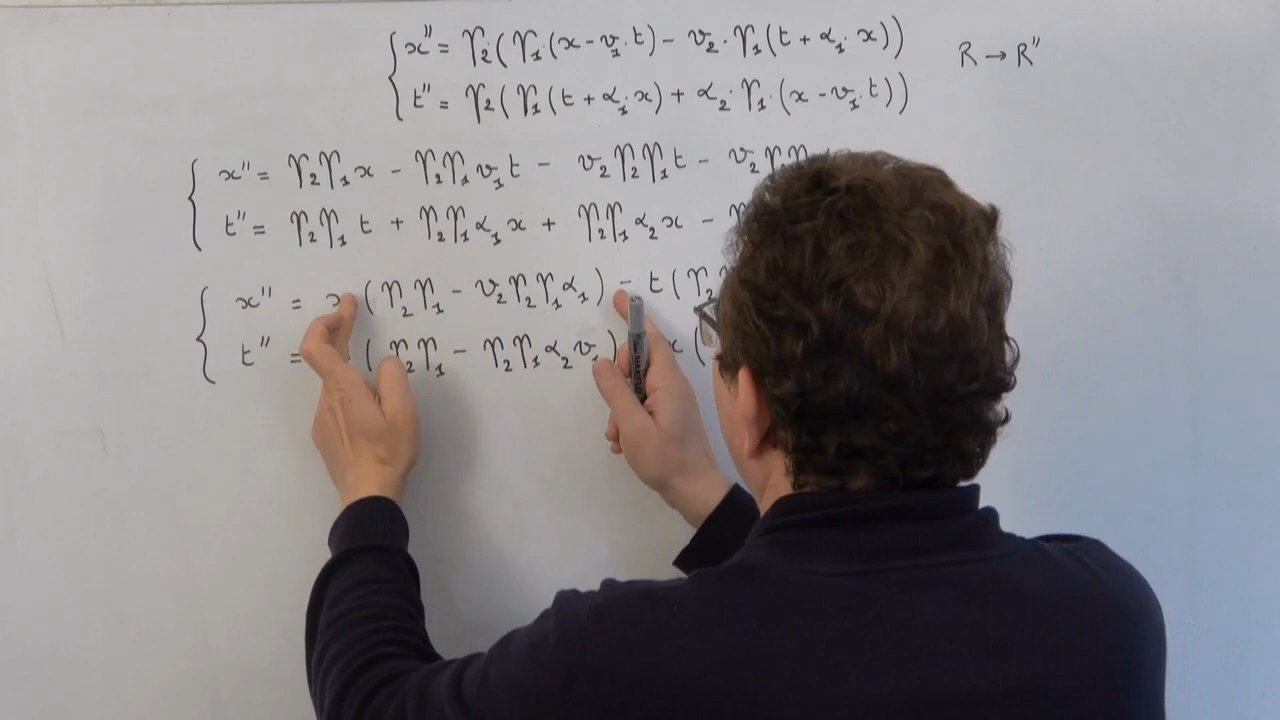 x'' = γ₂(γ₁.(x - v₁.t) - v₂.γ₁(t + α₁.x))
R → R''
t'' = γ₂(γ₁(t + α₁.x) + α₂.γ₁.(x - v₁.t))
x'' = γ₂γ₁x - γ₂γ₁v₁t - v₂γ₂γ₁t - v₂γ₂γ₁
t'' = γ₂γ₁t + γ₂γ₁α₁x + γ₂γ₁α₂x -
x'' = x(γ₂γ₁ - v₂γ₂γ₁α₁) - t(γ₂
t'' = (γ₂γ₁ - γ₂γ₁α₂v₁) x(